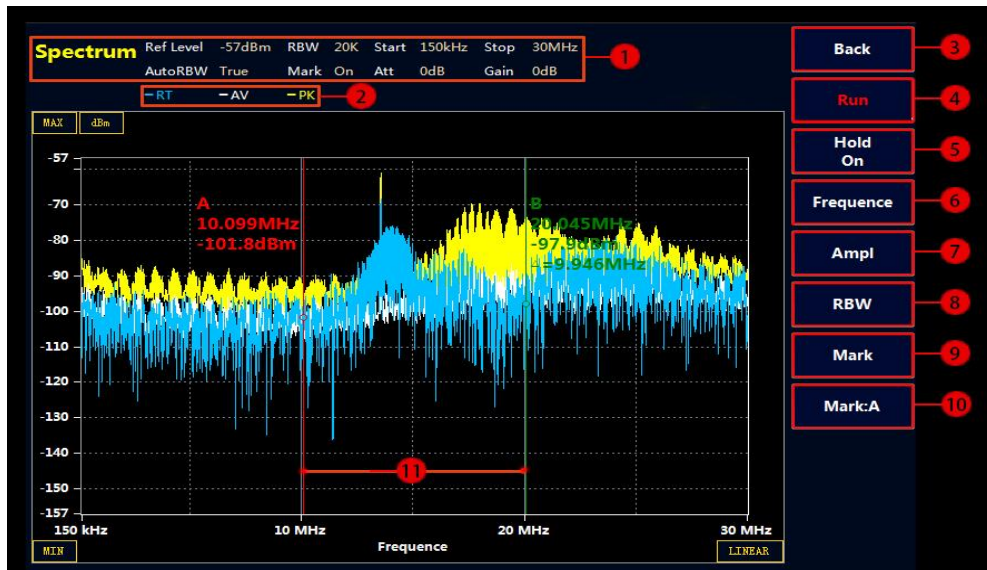 Spectrum Ref Level -57dBm RBW 20K Start 150kHz Stop 30MHz
AutoRBW True Mark On Att 0dB Gain 0dB
1
RT AV PK
2
MAX dBm
-57
-70
-80
-90
-100
-110
-120
-130
-140
-150
-157
A
10.099MHz
-101.8dBm
B
20.045MHz
-97.9dBm
=9.946MHz
11
150 kHz 10 MHz 20 MHz 30 MHz
Frequence
MIN LINEAR
Back 3
Run 4
Hold
On 5
Frequence 6
Ampl 7
RBW 8
Mark 9
Mark:A 10